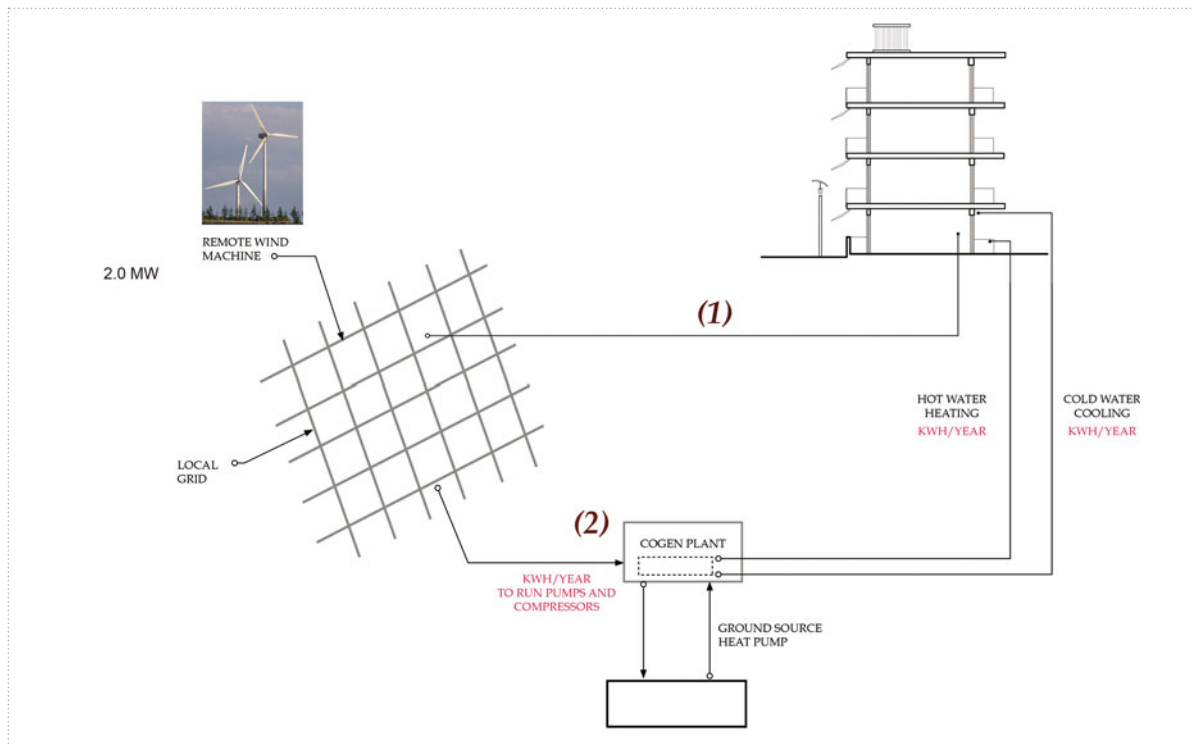 REMOTE WIND
MACHINE
2.0 MW
(1)
HOT WATER
HEATING
KWH/YEAR
COLD WATER
COOLING
KWH/YEAR
LOCAL
GRID
(2)
COGEN PLANT
KWH/YEAR
TO RUN PUMPS AND
COMPRESSORS
GROUND SOURCE
HEAT PUMP